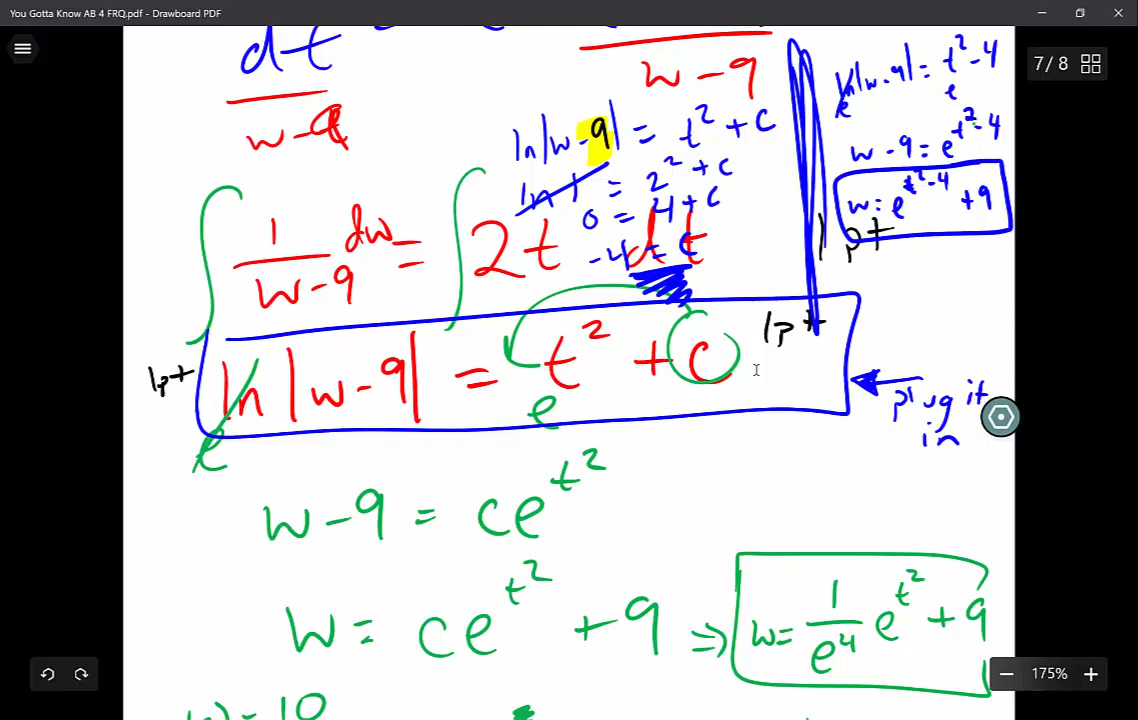 You Gotta Know AB 4 FRQ.pdf - Drawboard PDF
7 / 8
dt
w-9
w-9
ln|w-9| = t² + c
ln 1 = 2² + c
0 = 4 + c
-4 = c
ln|w-9| = t²-4
e e
w-9 = e^(t²-4)
w = e^(t²-4) + 9
1 pt
∫ 1/(w-9) dw = ∫ 2t dt
1pt
ln|w-9| = t² + c
1pt
e e
plug it
in
w-9 = ce^(t²)
w = ce^(t²) + 9 => w = 1/e⁴ e^(t²) + 9
175%